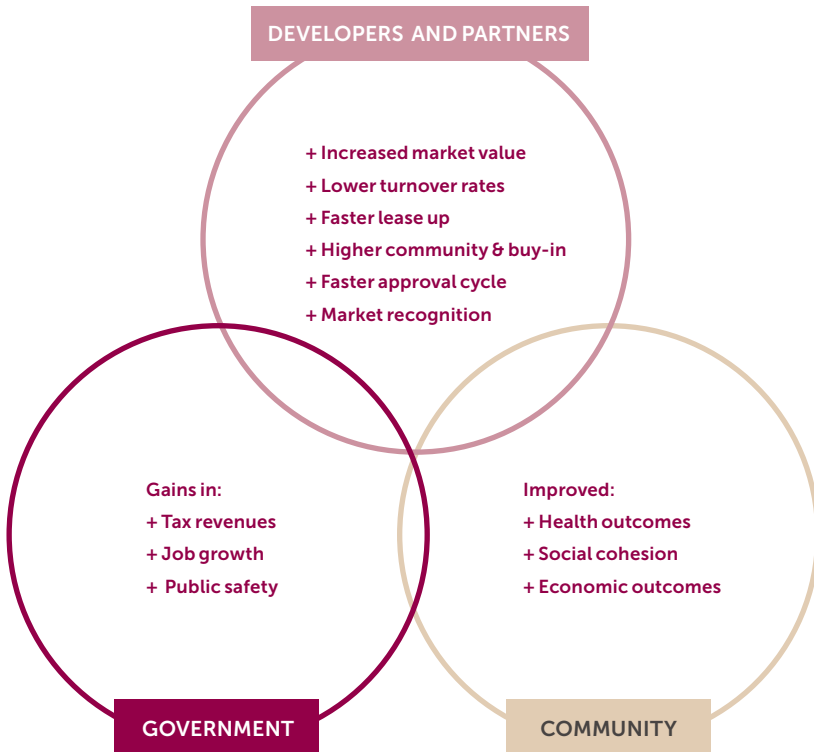 DEVELOPERS AND PARTNERS
+ Increased market value
+ Lower turnover rates
+ Faster lease up
+ Higher community & buy-in
+ Faster approval cycle
+ Market recognition
Gains in:
+ Tax revenues
+ Job growth
+ Public safety
Improved:
+ Health outcomes
+ Social cohesion
+ Economic outcomes
GOVERNMENT
COMMUNITY